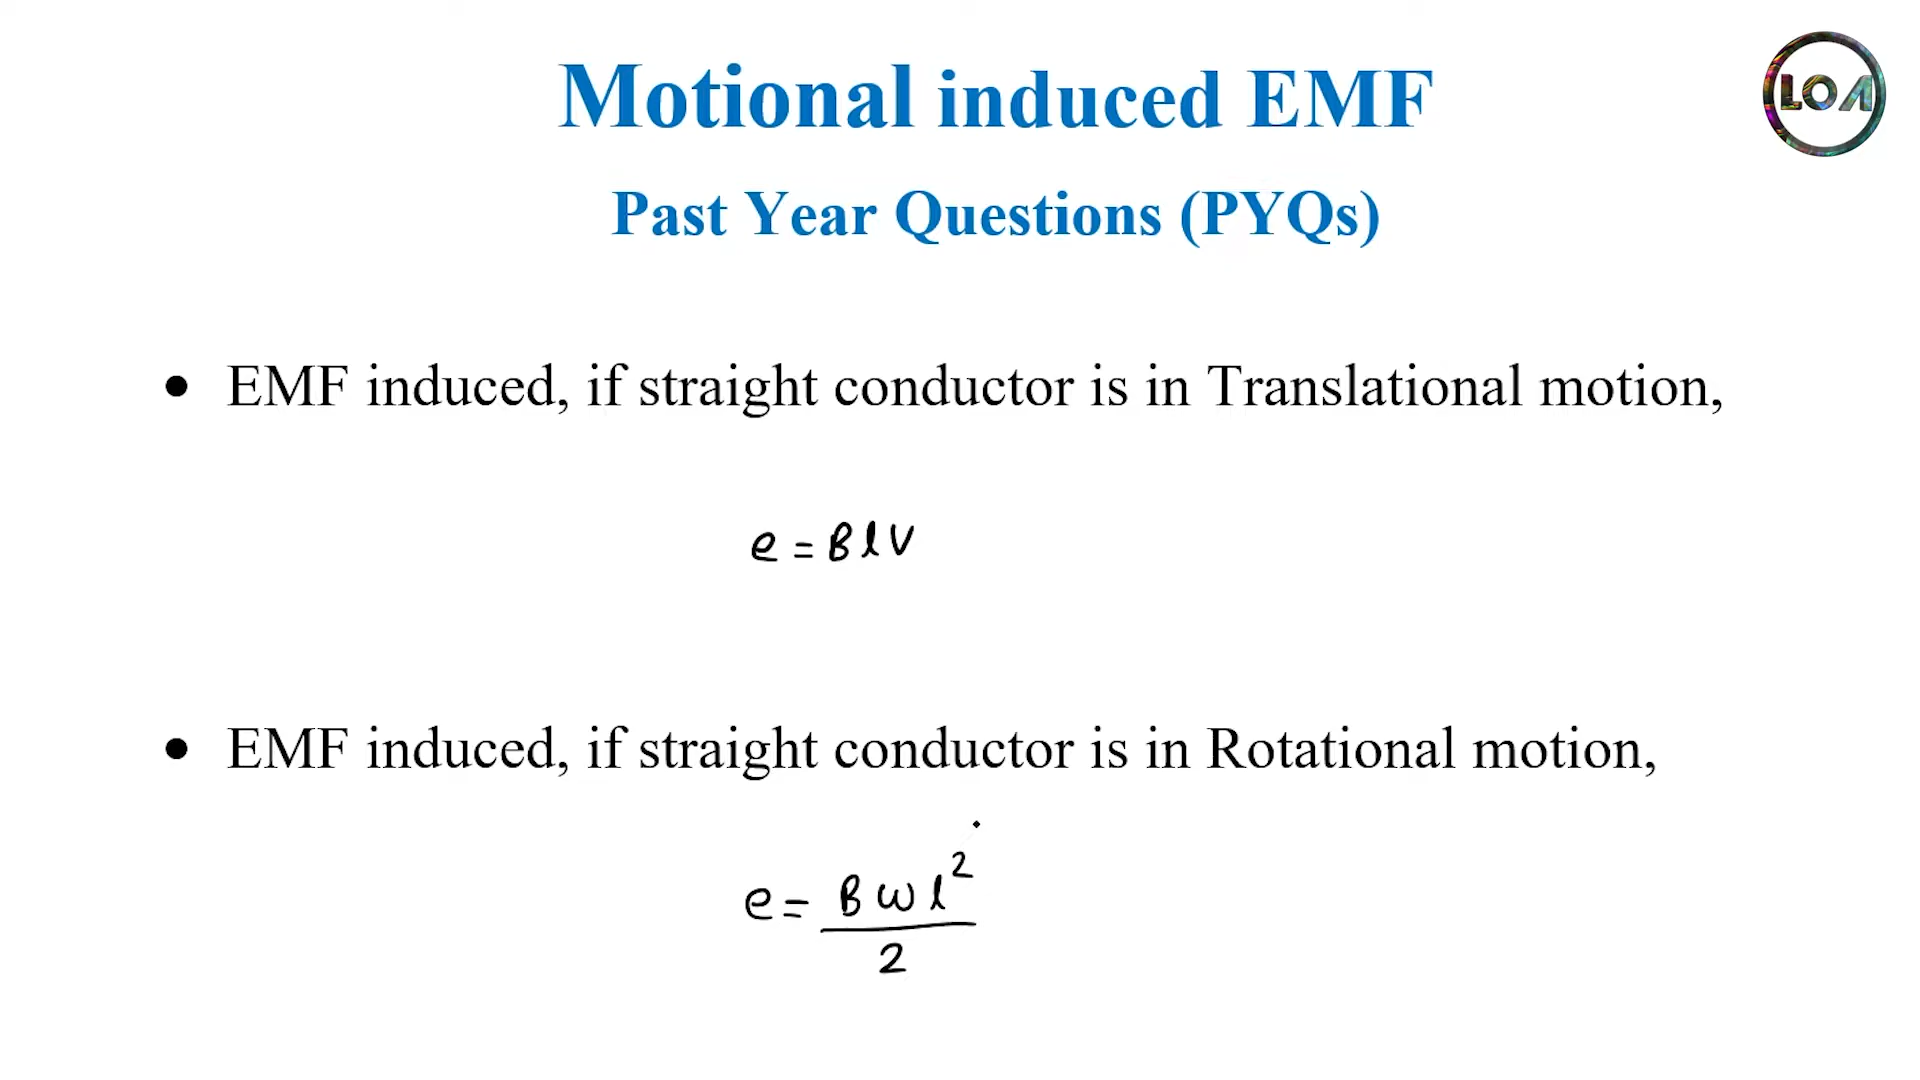 LOA
Motional induced EMF
Past Year Questions (PYQs)
• EMF induced, if straight conductor is in Translational motion,
e = Blv
• EMF induced, if straight conductor is in Rotational motion,
e = Bωl²
2